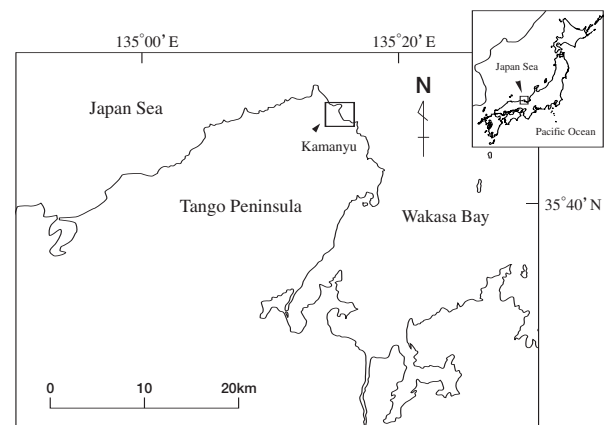 135°00′ E
135°20′ E
Japan Sea
Pacific Ocean
N
Japan Sea
Kamanyu
Tango Peninsula
Wakasa Bay
35°40′ N
0 10 20km